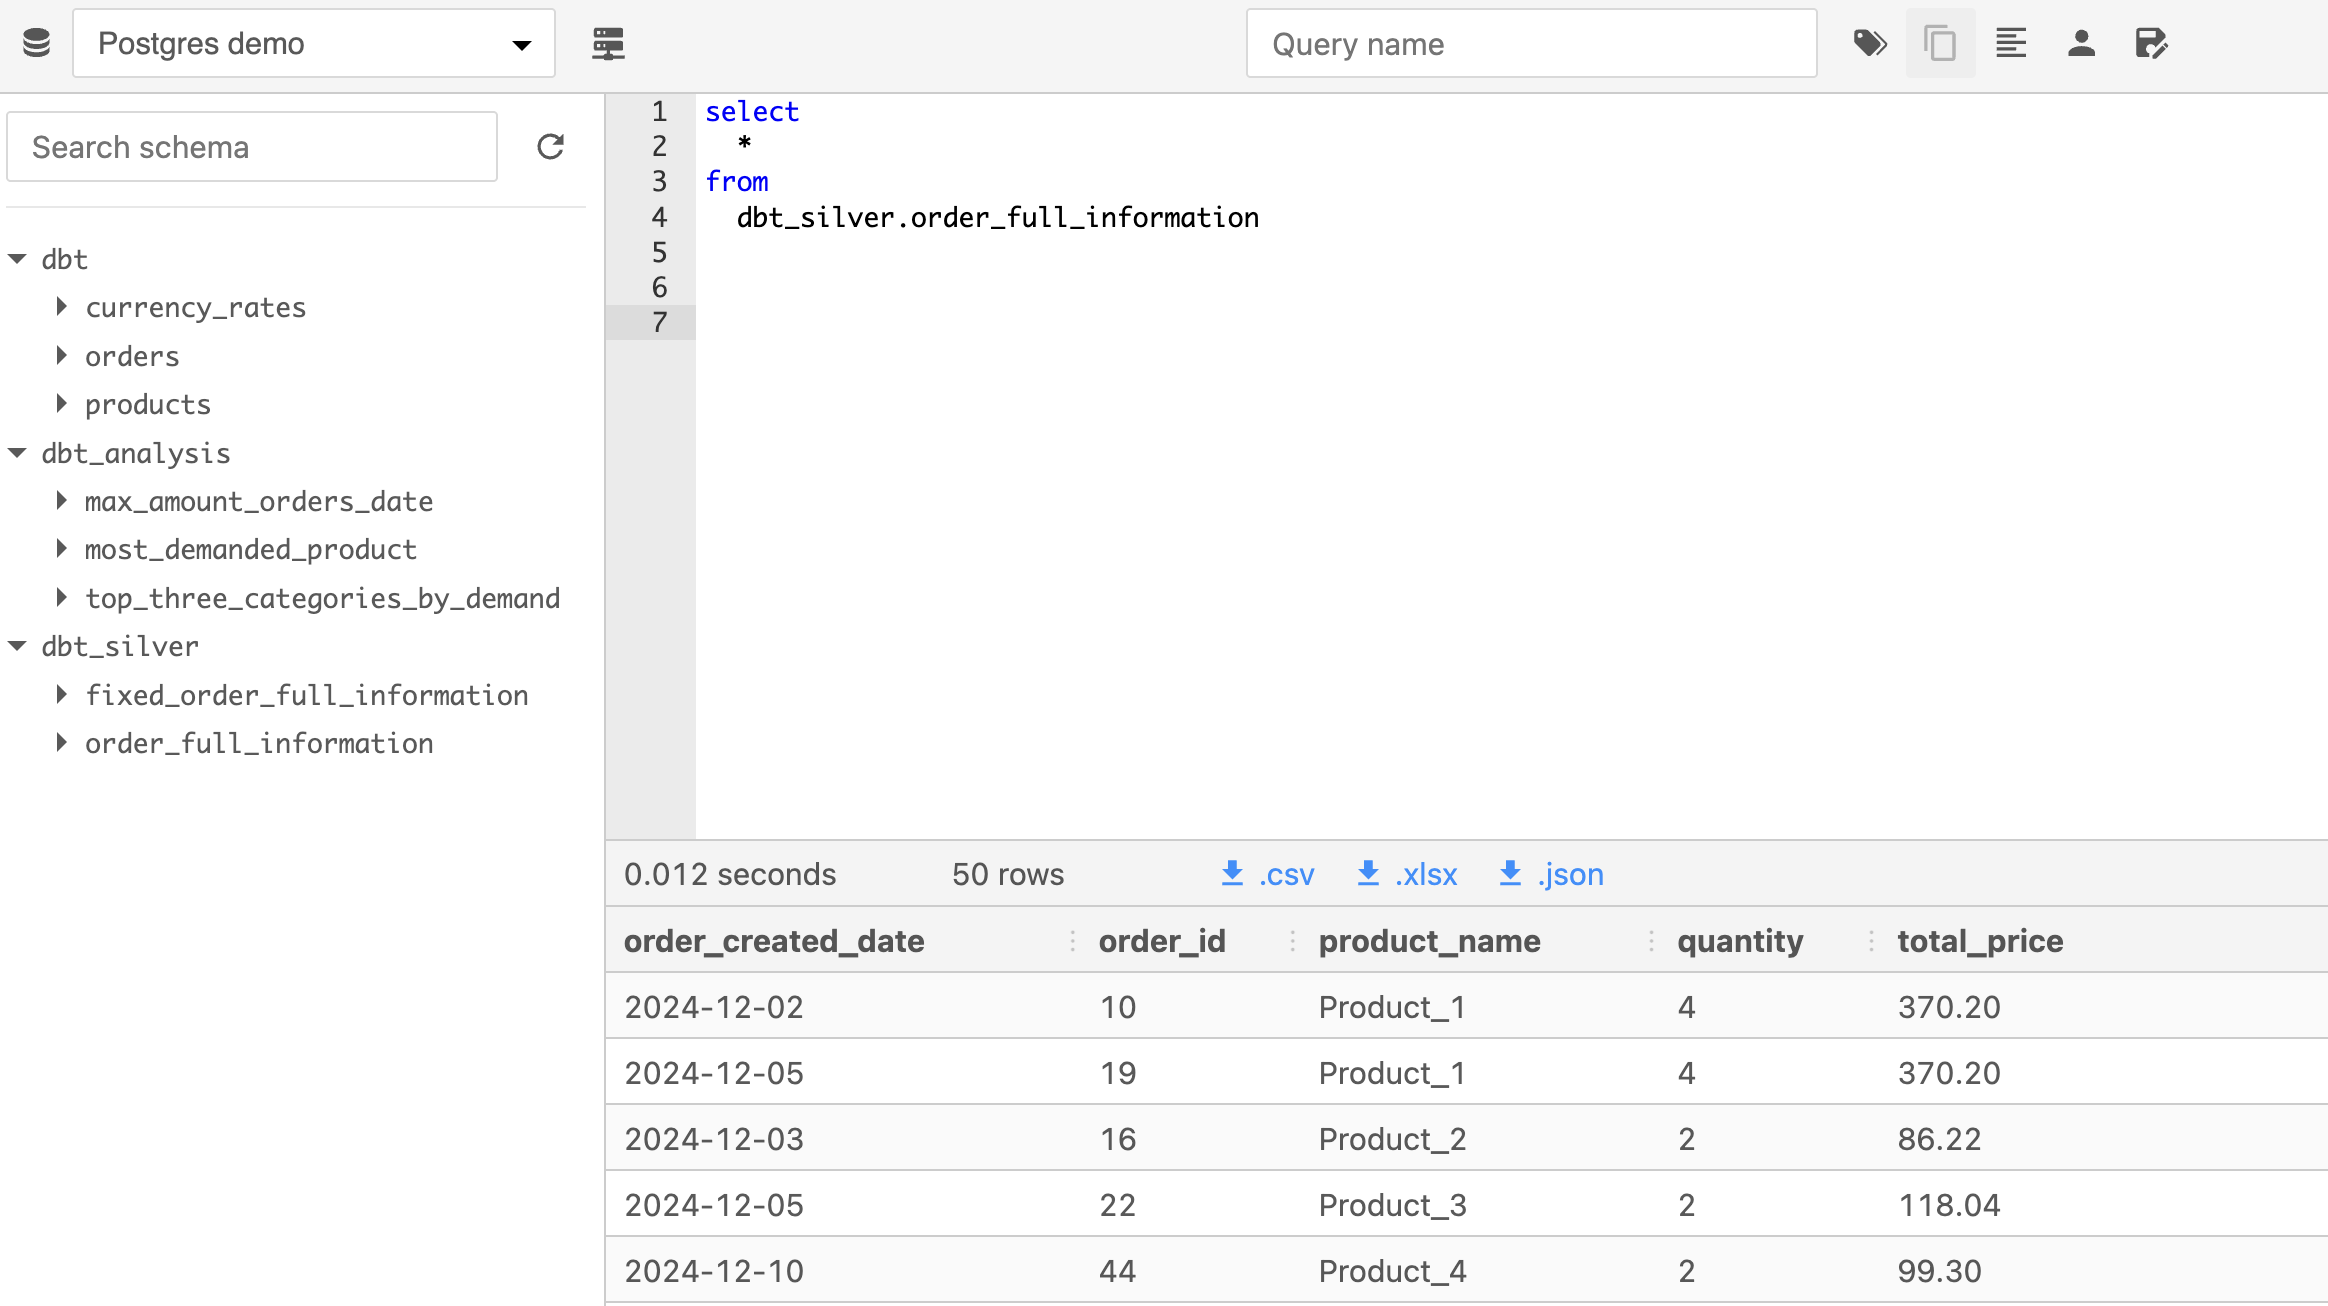 Postgres demo
Query name
Search schema
dbt
currency_rates
orders
products
dbt_analysis
max_amount_orders_date
most_demanded_product
top_three_categories_by_demand
dbt_silver
fixed_order_full_information
order_full_information
1 select
2 *
3 from
4 dbt_silver.order_full_information
5
6
7
0.012 seconds 50 rows .csv .xlsx .json
order_created_date order_id product_name quantity total_price
2024-12-02 10 Product_1 4 370.20
2024-12-05 19 Product_1 4 370.20
2024-12-03 16 Product_2 2 86.22
2024-12-05 22 Product_3 2 118.04
2024-12-10 44 Product_4 2 99.30